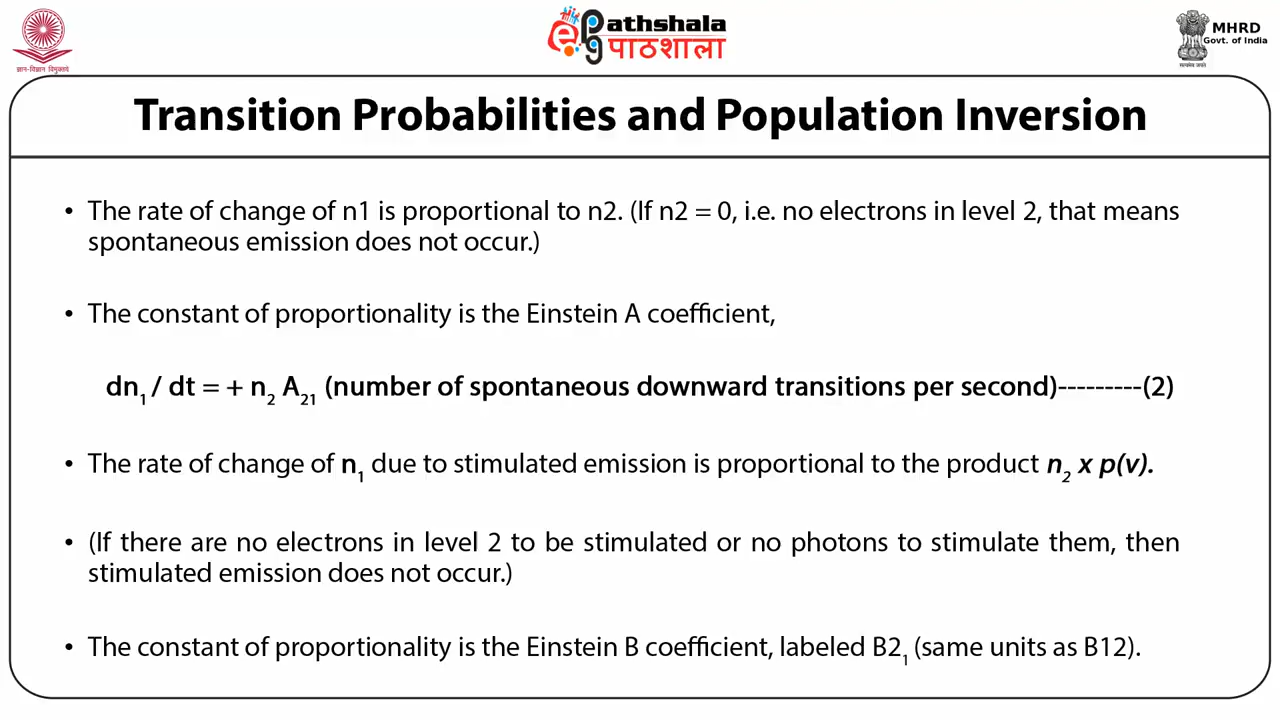 ज्ञान-विज्ञान विमुक्तये
epathshala
पाठशाला
MHRD
Govt. of India
सत्यमेव जयते
Transition Probabilities and Population Inversion
• The rate of change of n1 is proportional to n2. (If n2 = 0, i.e. no electrons in level 2, that means
spontaneous emission does not occur.)
• The constant of proportionality is the Einstein A coefficient,
dn₁ / dt = + n₂ A₂₁ (number of spontaneous downward transitions per second)---------(2)
• The rate of change of n₁ due to stimulated emission is proportional to the product n₂ x p(v).
• (If there are no electrons in level 2 to be stimulated or no photons to stimulate them, then
stimulated emission does not occur.)
• The constant of proportionality is the Einstein B coefficient, labeled B2₁ (same units as B12).